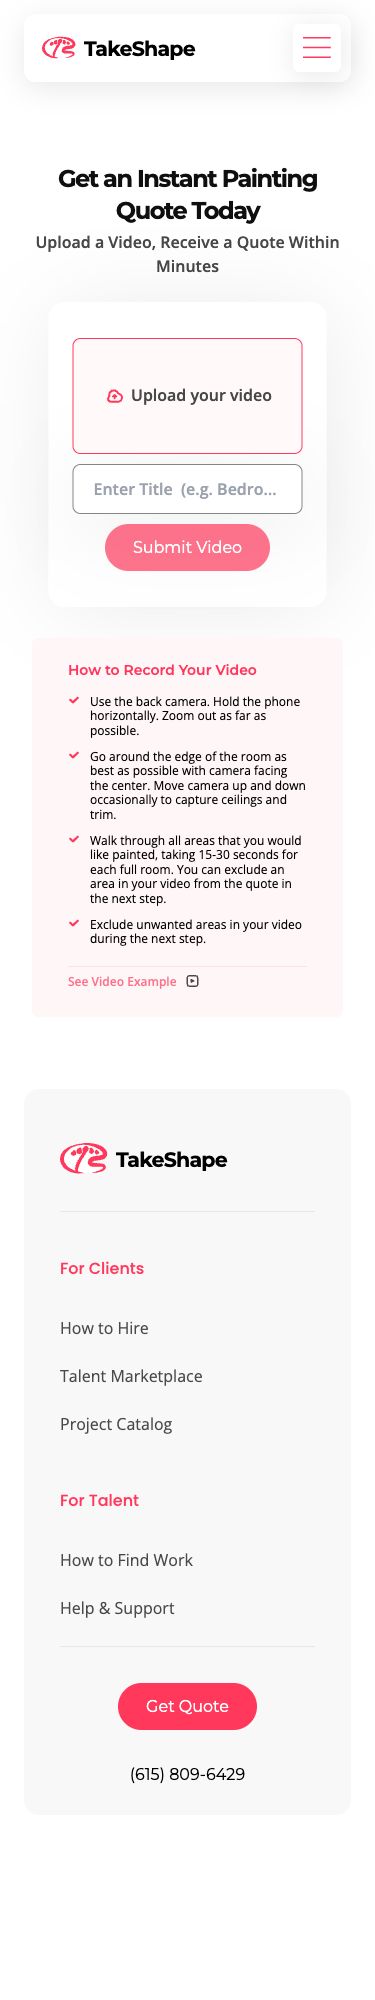 TakeShape
Get an Instant Painting
Quote Today
Upload a Video, Receive a Quote Within
Minutes
Upload your video
Enter Title (e.g. Bedro...
Submit Video
How to Record Your Video
Use the back camera. Hold the phone
horizontally. Zoom out as far as
possible.
Go around the edge of the room as
best as possible with camera facing
the center. Move camera up and down
occasionally to capture ceilings and
trim.
Walk through all areas that you would
like painted, taking 15-30 seconds for
each full room. You can exclude an
area in your video from the quote in
the next step.
Exclude unwanted areas in your video
during the next step.
See Video Example
TakeShape
For Clients
How to Hire
Talent Marketplace
Project Catalog
For Talent
How to Find Work
Help & Support
Get Quote
(615) 809-6429